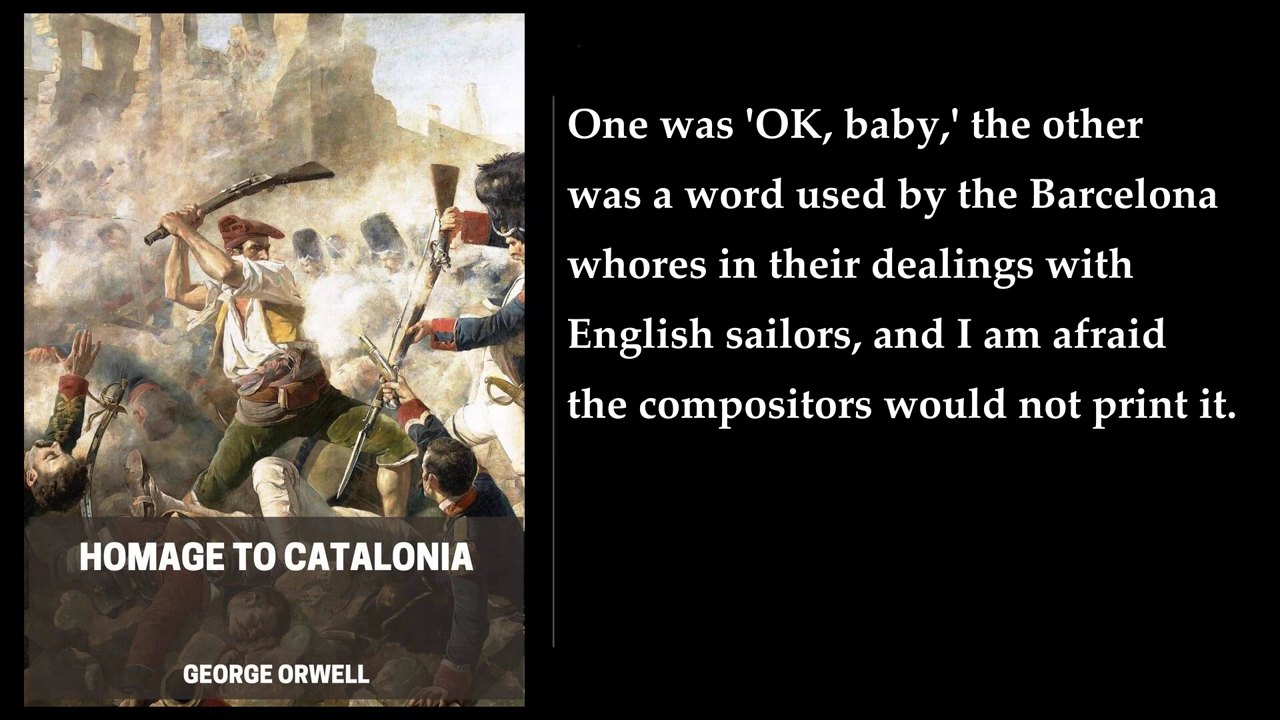 One was 'OK, baby,' the other
was a word used by the Barcelona
whores in their dealings with
English sailors, and I am afraid
the compositors would not print it.
HOMAGE TO CATALONIA
GEORGE ORWELL